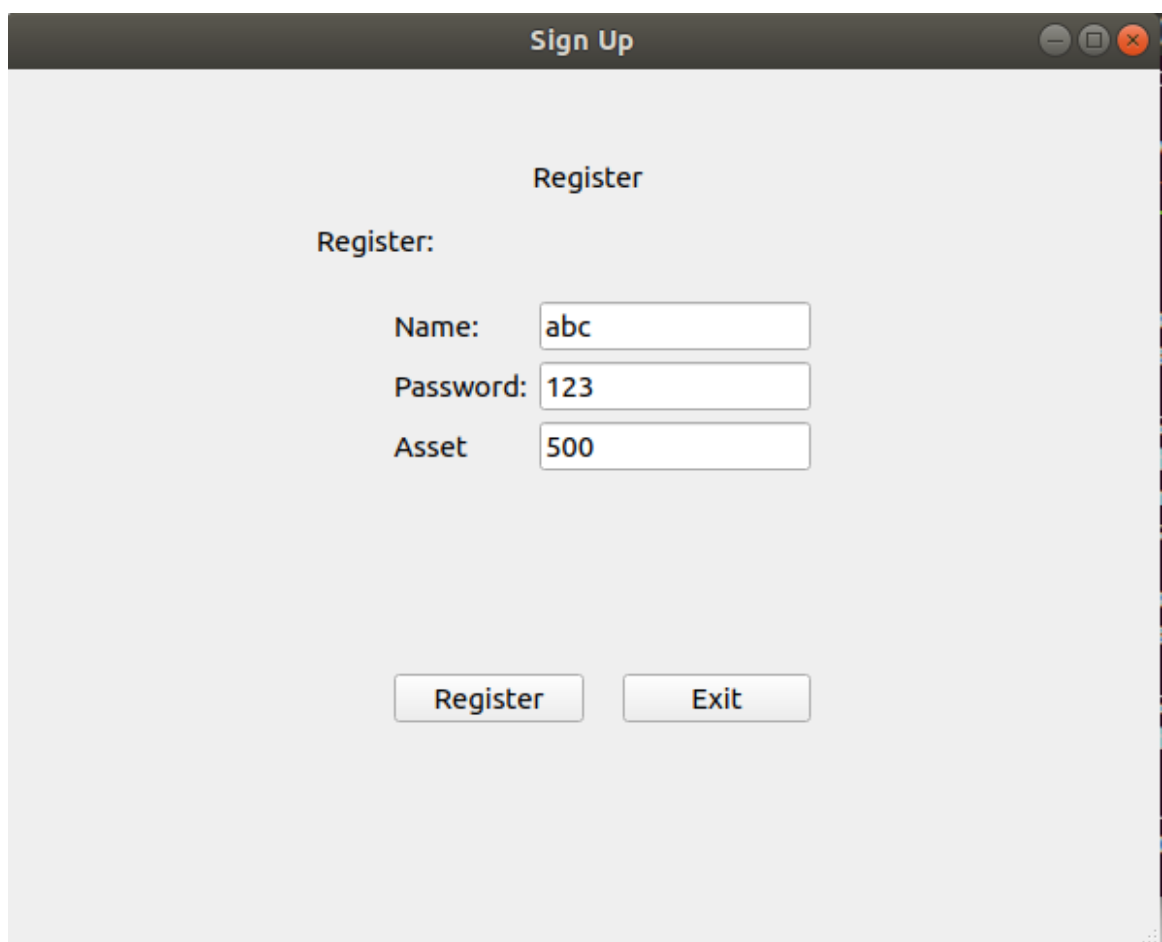 Sign Up
Register
Register:
Name: abc
Password: 123
Asset 500
Register Exit